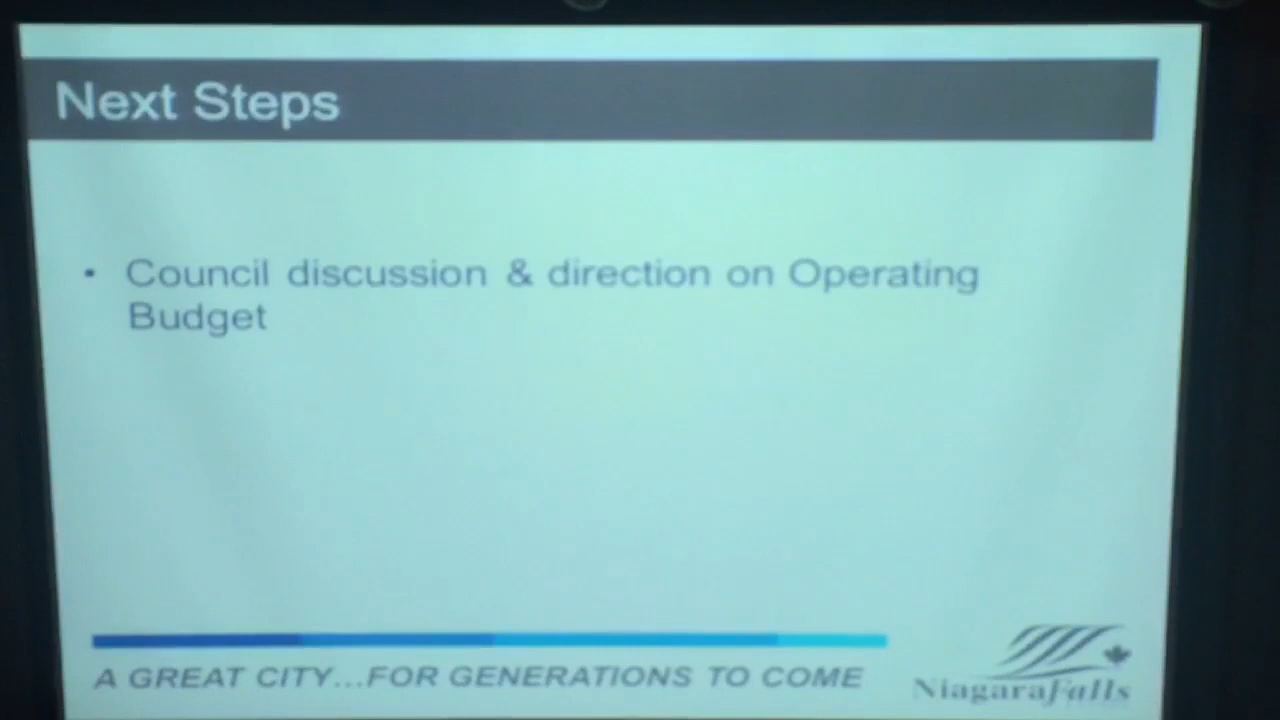 Next Steps
• Council discussion & direction on Operating
Budget
A GREAT CITY...FOR GENERATIONS TO COME
NiagaraFalls